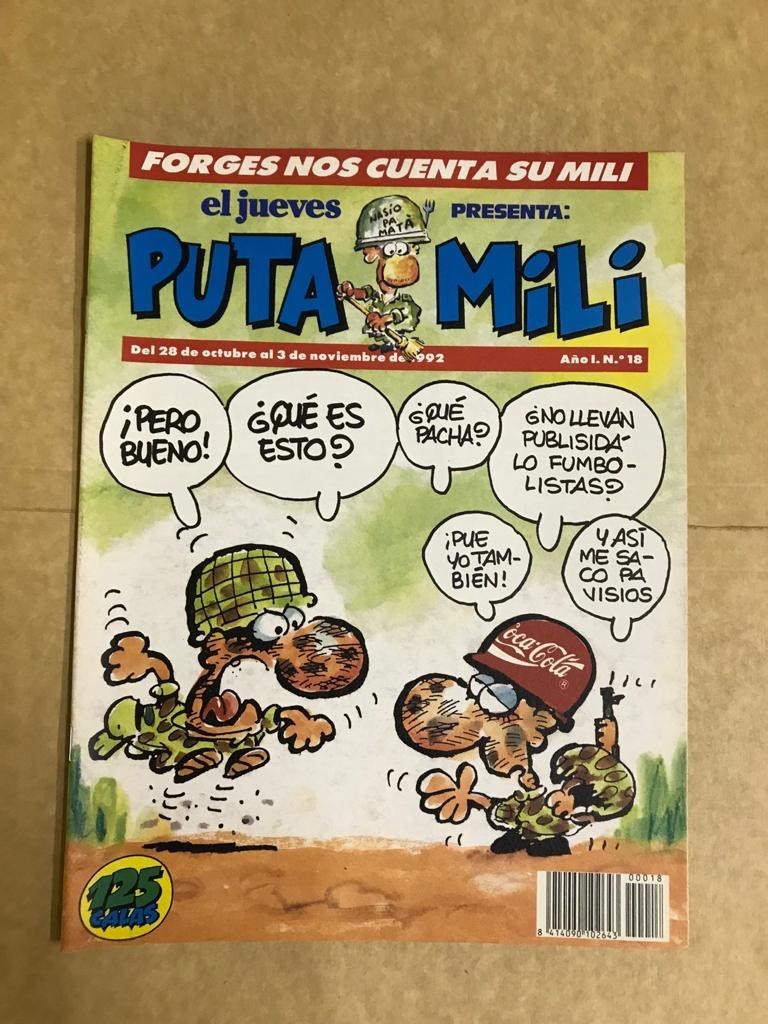 FORGES NOS CUENTA SU MILI
el jueves PRESENTA:
NASIO
PA
MATÁ
PUTA MiLi
Del 28 de octubre al 3 de noviembre de 1992 Año I. N.º 18
¡PERO
BUENO!
¿QUÉ ES
ESTO?
¿QUÉ
PACHA?
¿NO LLEVAN
PUBLISIDÁ
LO FUMBO-
LISTAS?
¡PUE
YO TAM-
BIÉN!
Y ASÍ
ME SA-
CO PA
VISIOS
Coca-Cola
®
125
CALAS
00018
8 414090 102643